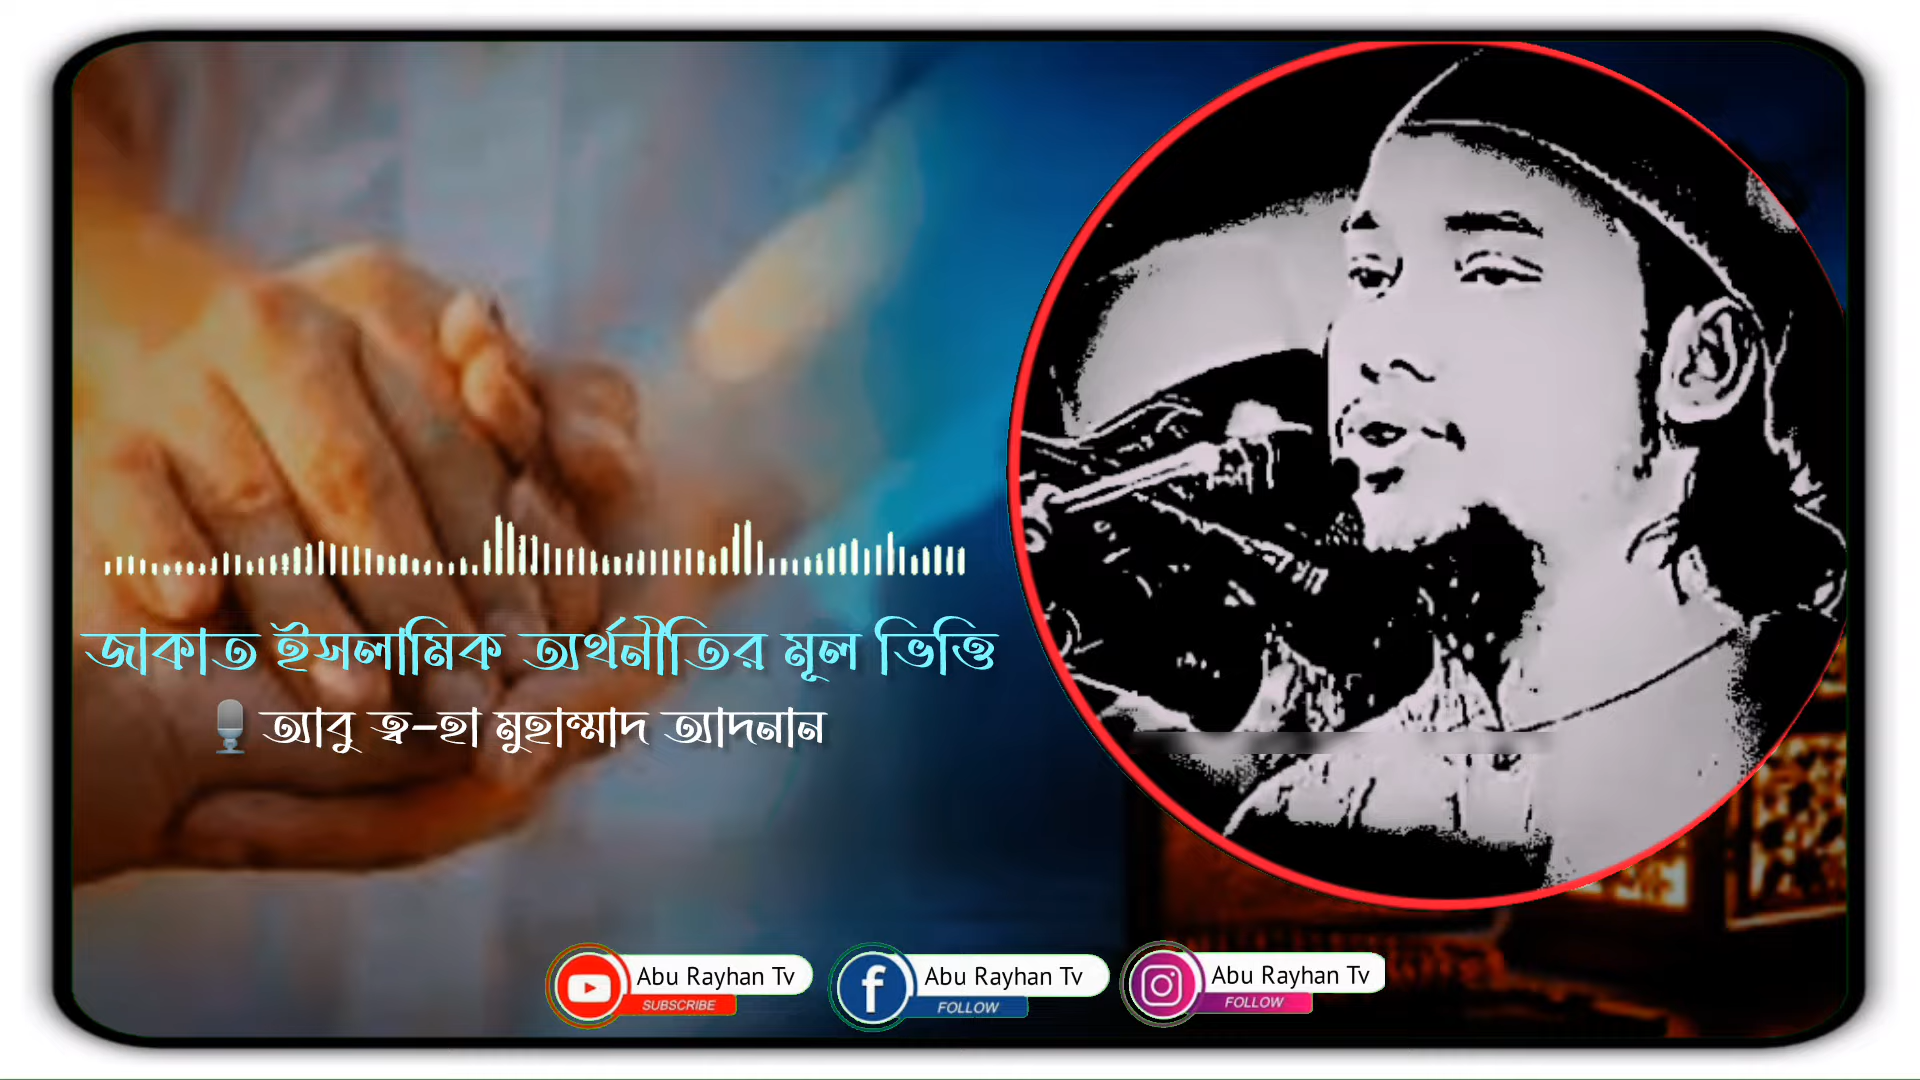 জাকাত ইসলামিক অর্থনীতির মূল ভিত্তি
আবু ত্ব-হা মুহাম্মাদ আদনান
Abu Rayhan Tv
SUBSCRIBE
Abu Rayhan Tv
FOLLOW
Abu Rayhan Tv
FOLLOW